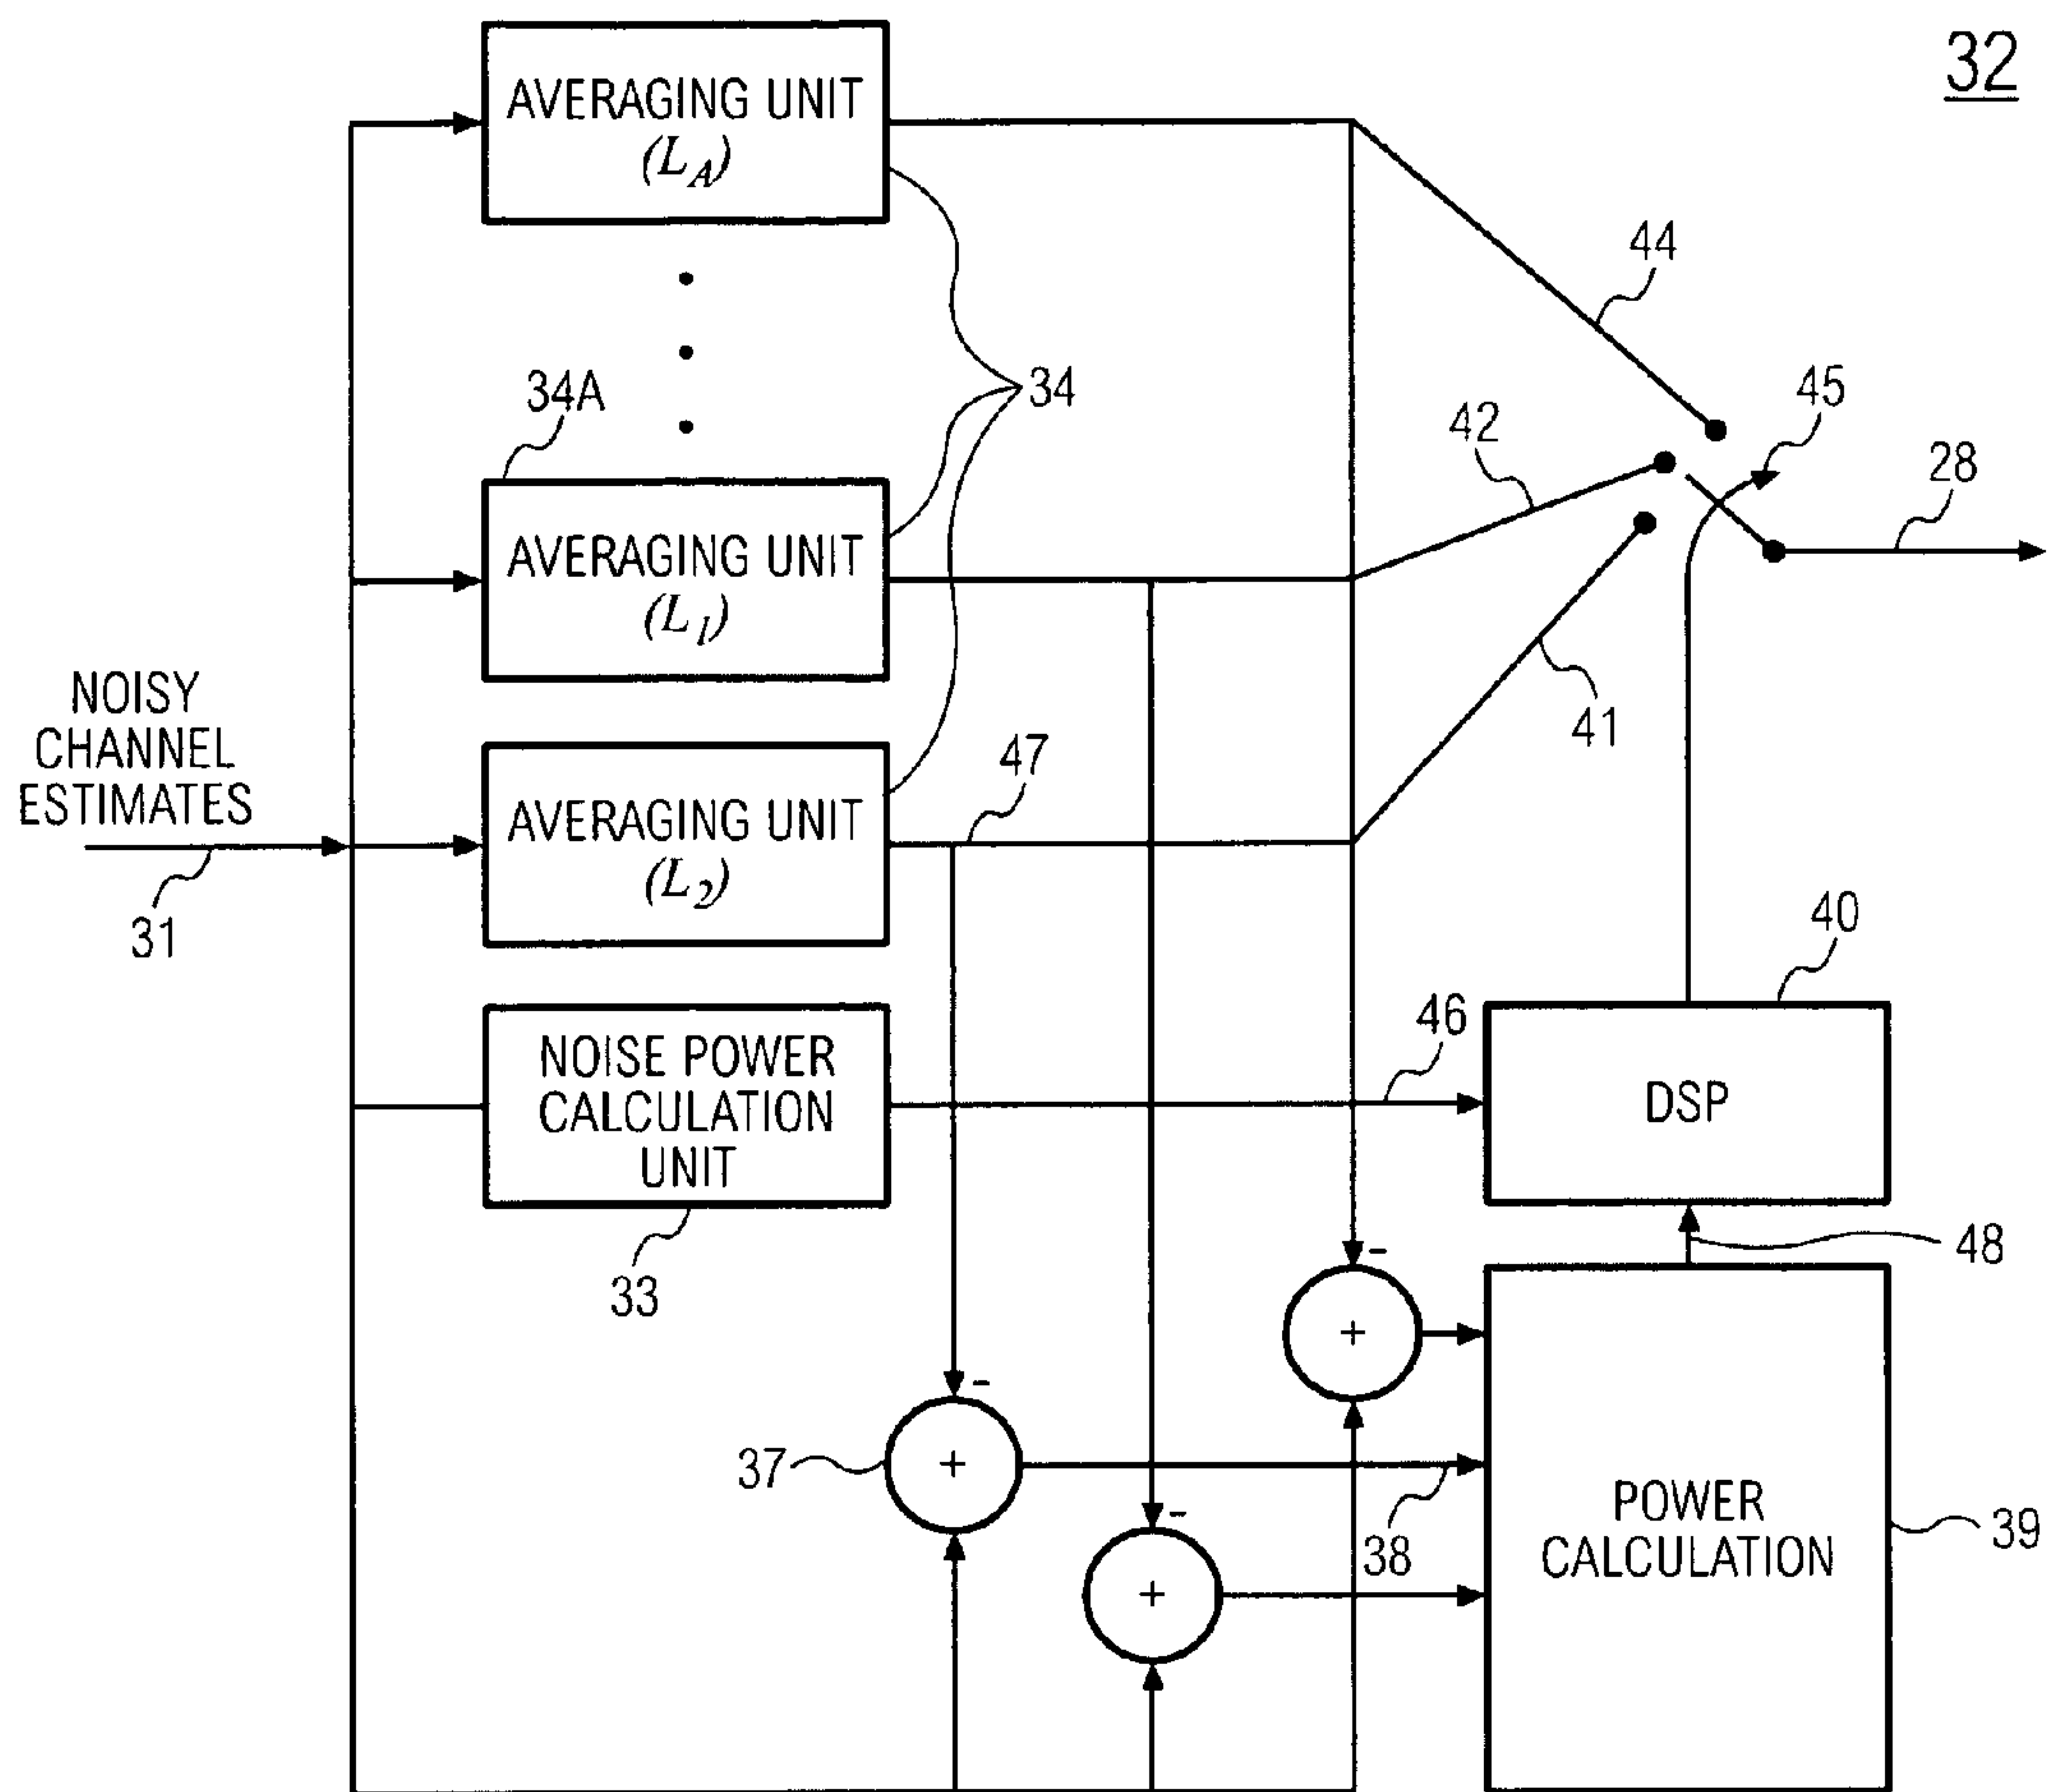 32
AVERAGING UNIT
(L_A)
44
34A
34
45
42
28
AVERAGING UNIT
(L_1)
NOISY
CHANNEL
ESTIMATES
41
47
AVERAGING UNIT
(L_2)
31
40
46
NOISE POWER
CALCULATION
UNIT
DSP
33
-
48
+
-
37
+
-
38
POWER
CALCULATION
39
+